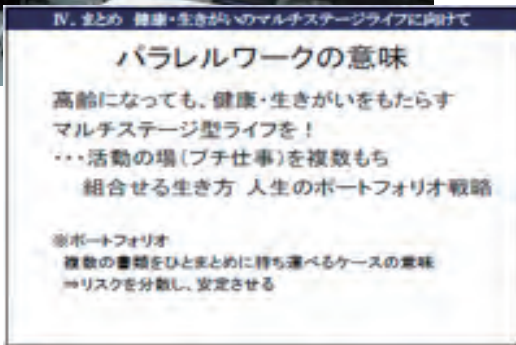 Ⅳ．まとめ 健康・生きがいのマルチステージライフに向けて
パラレルワークの意味
高齢になっても、健康・生きがいをもたらす
マルチステージ型ライフを！
・・・活動の場（プチ仕事）を複数もち
組合せる生き方 人生のポートフォリオ戦略
※ポートフォリオ
複数の書類をひとまとめに持ち運べるケースの意味
⇒リスクを分散し、安定させる